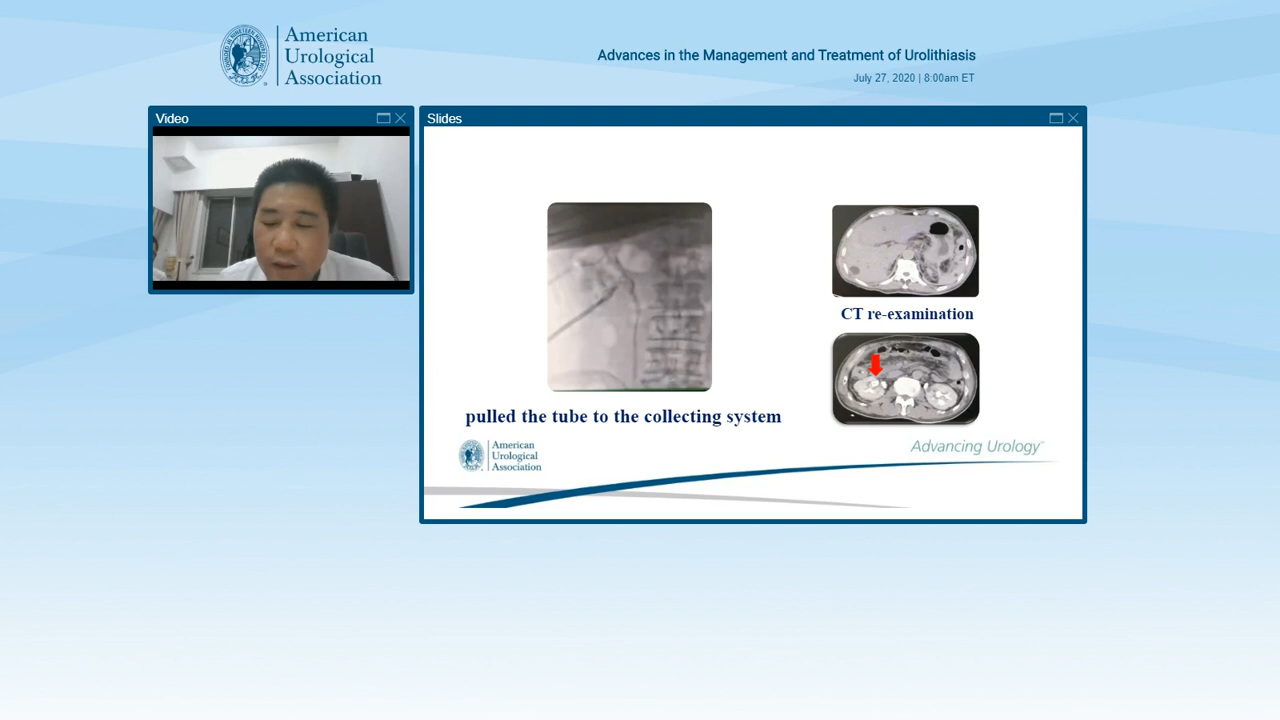 American
Urological
Association
Advances in the Management and Treatment of Urolithiasis
July 27, 2020 | 8:00am ET
Video
Slides
CT re-examination
pulled the tube to the collecting system
American
Urological
Association
Advancing Urology™